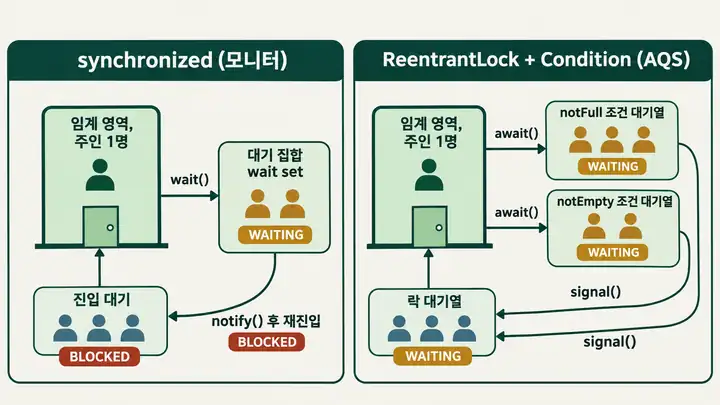 synchronized (모니터)
임계 영역,
주인 1명
wait()
대기 집합
wait set
WAITING
진입 대기
BLOCKED
notify() 후 재진입
BLOCKED
ReentrantLock + Condition (AQS)
임계 영역,
주인 1명
await()
notFull 조건 대기열
WAITING
await()
notEmpty 조건 대기열
WAITING
signal()
signal()
락 대기열
WAITING